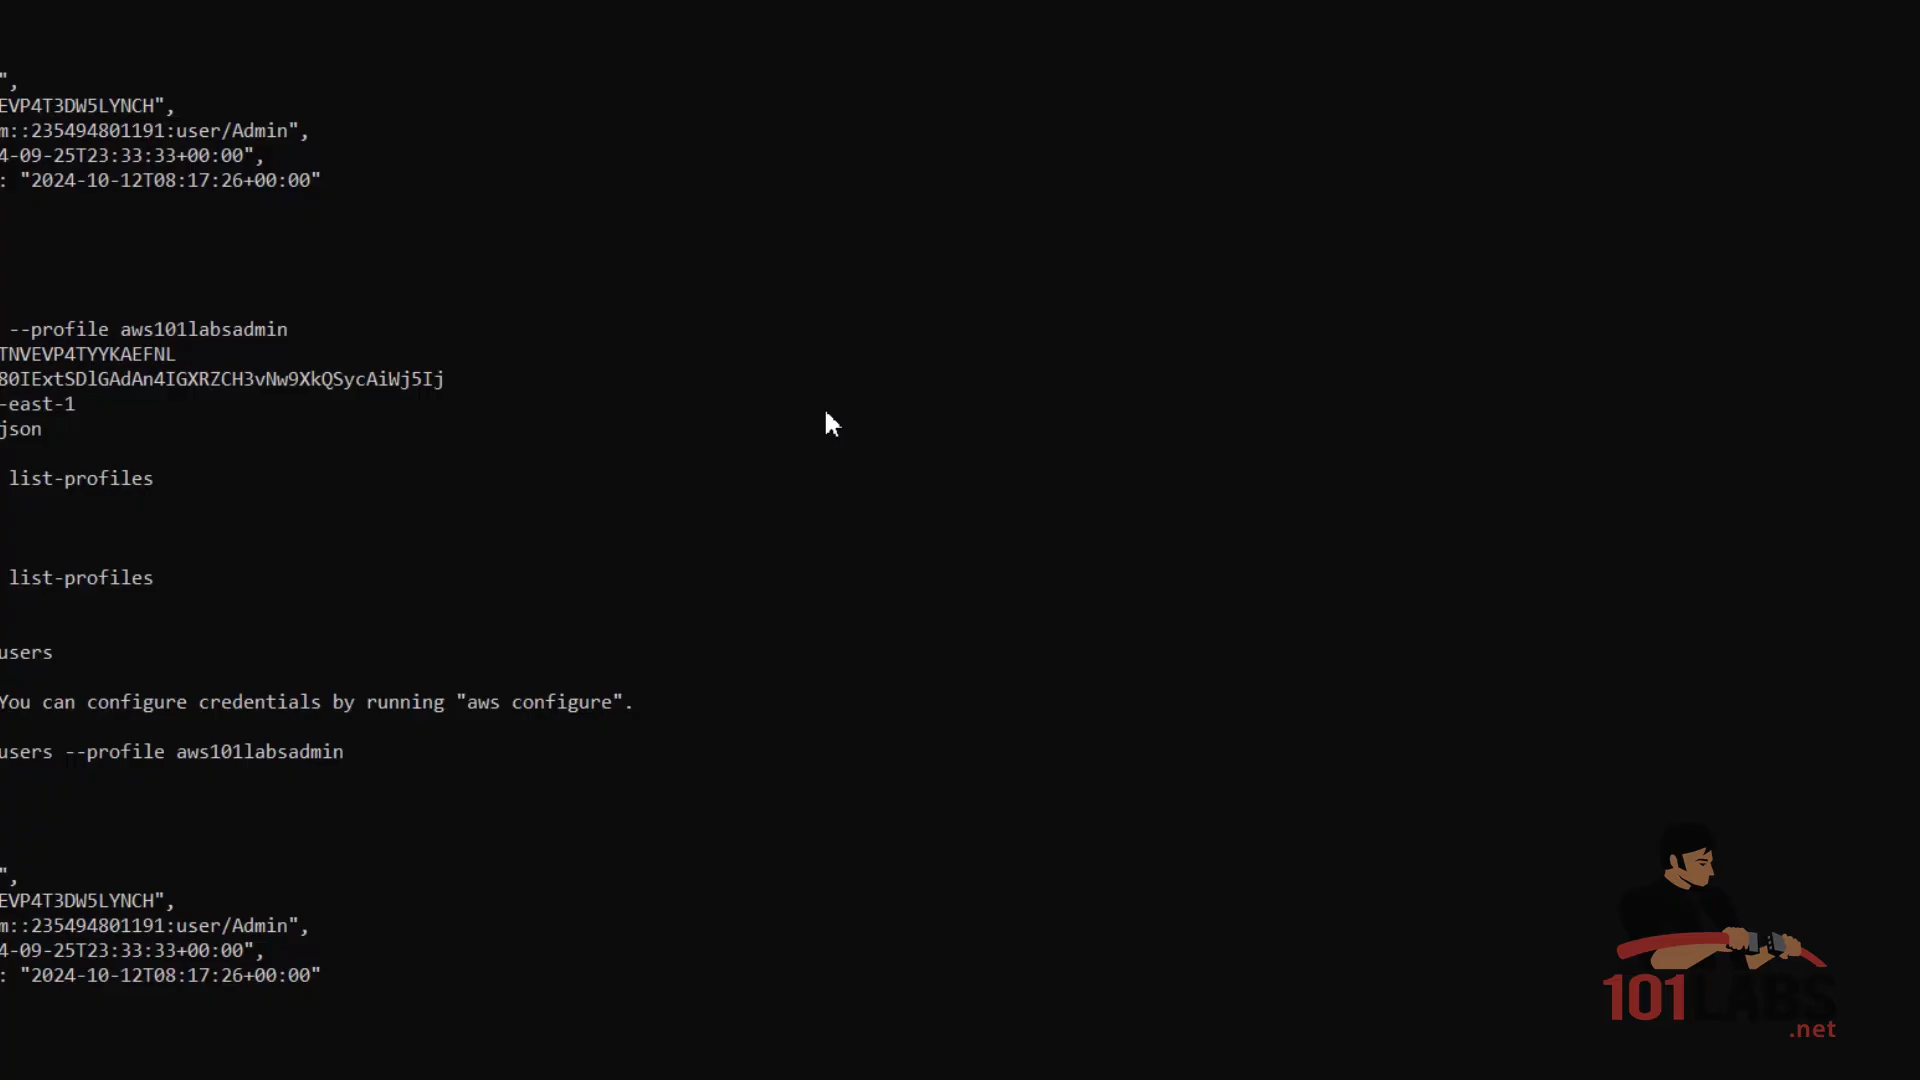 ",
EVP4T3DW5LYNCH",
m::235494801191:user/Admin",
4-09-25T23:33:33+00:00",
: "2024-10-12T08:17:26+00:00"
--profile aws101labsadmin
TNVEVP4TYYKAEFNL
80IExtSDlGAdAn4IGXRZCH3vNw9XkQSycAiWj5Ij
-east-1
json
list-profiles
list-profiles
users
You can configure credentials by running "aws configure".
users --profile aws101labsadmin
",
EVP4T3DW5LYNCH",
m::235494801191:user/Admin",
4-09-25T23:33:33+00:00",
: "2024-10-12T08:17:26+00:00"
101LABS
.net